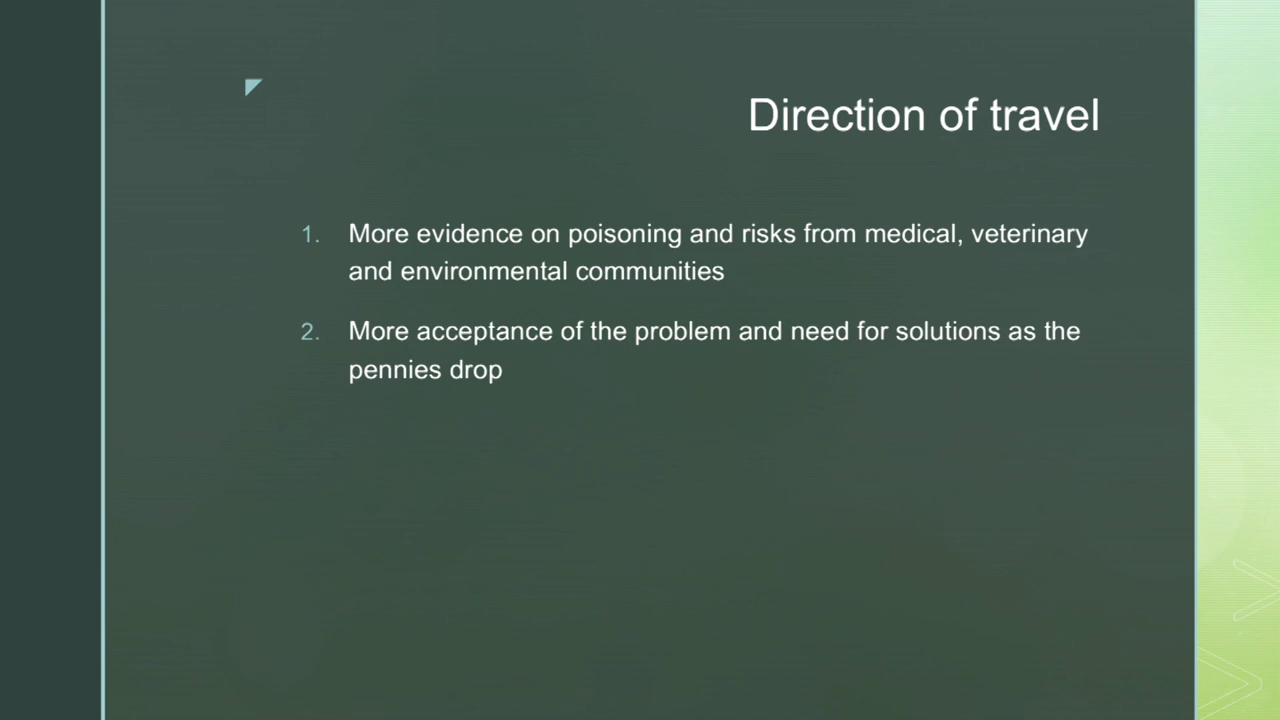 Direction of travel
1. More evidence on poisoning and risks from medical, veterinary
and environmental communities
2. More acceptance of the problem and need for solutions as the
pennies drop